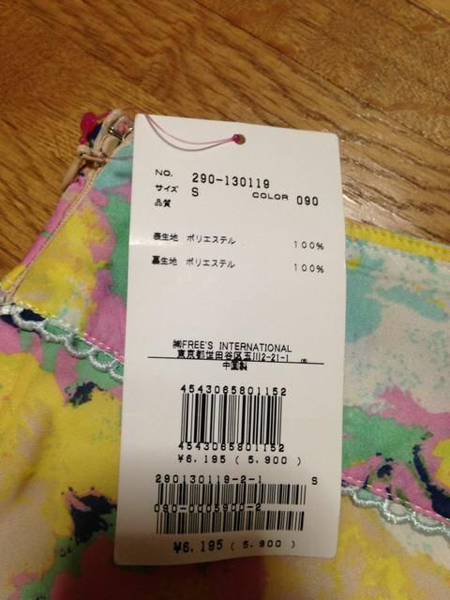 NO. 290-130119
サイズ S COLOR 090
品質
表生地 ポリエステル 100%
裏生地 ポリエステル 100%
㈱FREE'S INTERNATIONAL
東京都世田谷区玉川2-21-1
中国製
4543065801152
4543065801152
¥6,195 ( 5,900 )
290130119-2-1 S
090-0005900-2
¥6,195 ( 5,900 )